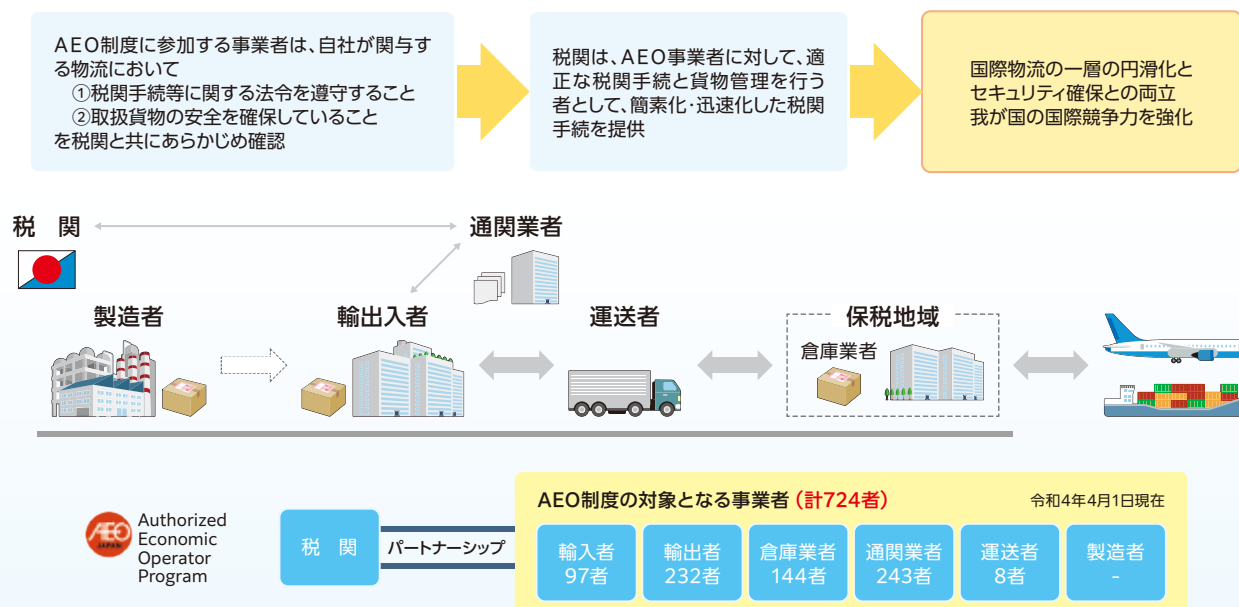 AEO制度に参加する事業者は、自社が関与す
る物流において
①税関手続等に関する法令を遵守すること
②取扱貨物の安全を確保していること
を税関と共にあらかじめ確認
税関は、AEO事業者に対して、適
正な税関手続と貨物管理を行う
者として、簡素化・迅速化した税関
手続を提供
国際物流の一層の円滑化と
セキュリティ確保との両立
我が国の国際競争力を強化
税 関
通関業者
製造者
輸出入者
運送者
保税地域
倉庫業者
AEO
JAPAN
Authorized
Economic
Operator
Program
税 関
パートナーシップ
AEO制度の対象となる事業者（計724者）
令和4年4月1日現在
輸入者
97者
輸出者
232者
倉庫業者
144者
通関業者
243者
運送者
8者
製造者
-